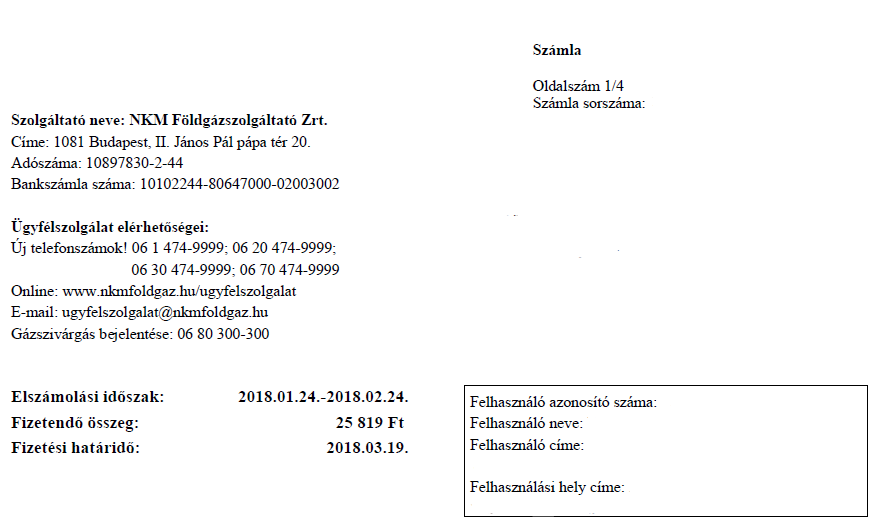 Számla
Oldalszám 1/4
Számla sorszáma:
Szolgáltató neve: NKM Földgázszolgáltató Zrt.
Címe: 1081 Budapest, II. János Pál pápa tér 20.
Adószáma: 10897830-2-44
Bankszámla száma: 10102244-80647000-02003002
Ügyfélszolgálat elérhetőségei:
Új telefonszámok! 06 1 474-9999; 06 20 474-9999;
06 30 474-9999; 06 70 474-9999
Online: www.nkmfoldgaz.hu/ugyfelszolgalat
E-mail: ugyfelszolgalat@nkmfoldgaz.hu
Gázszivárgás bejelentése: 06 80 300-300
Elszámolási időszak: 2018.01.24.-2018.02.24.
Fizetendő összeg: 25 819 Ft
Fizetési határidő: 2018.03.19.
Felhasználó azonosító száma:
Felhasználó neve:
Felhasználó címe:
Felhasználási hely címe: